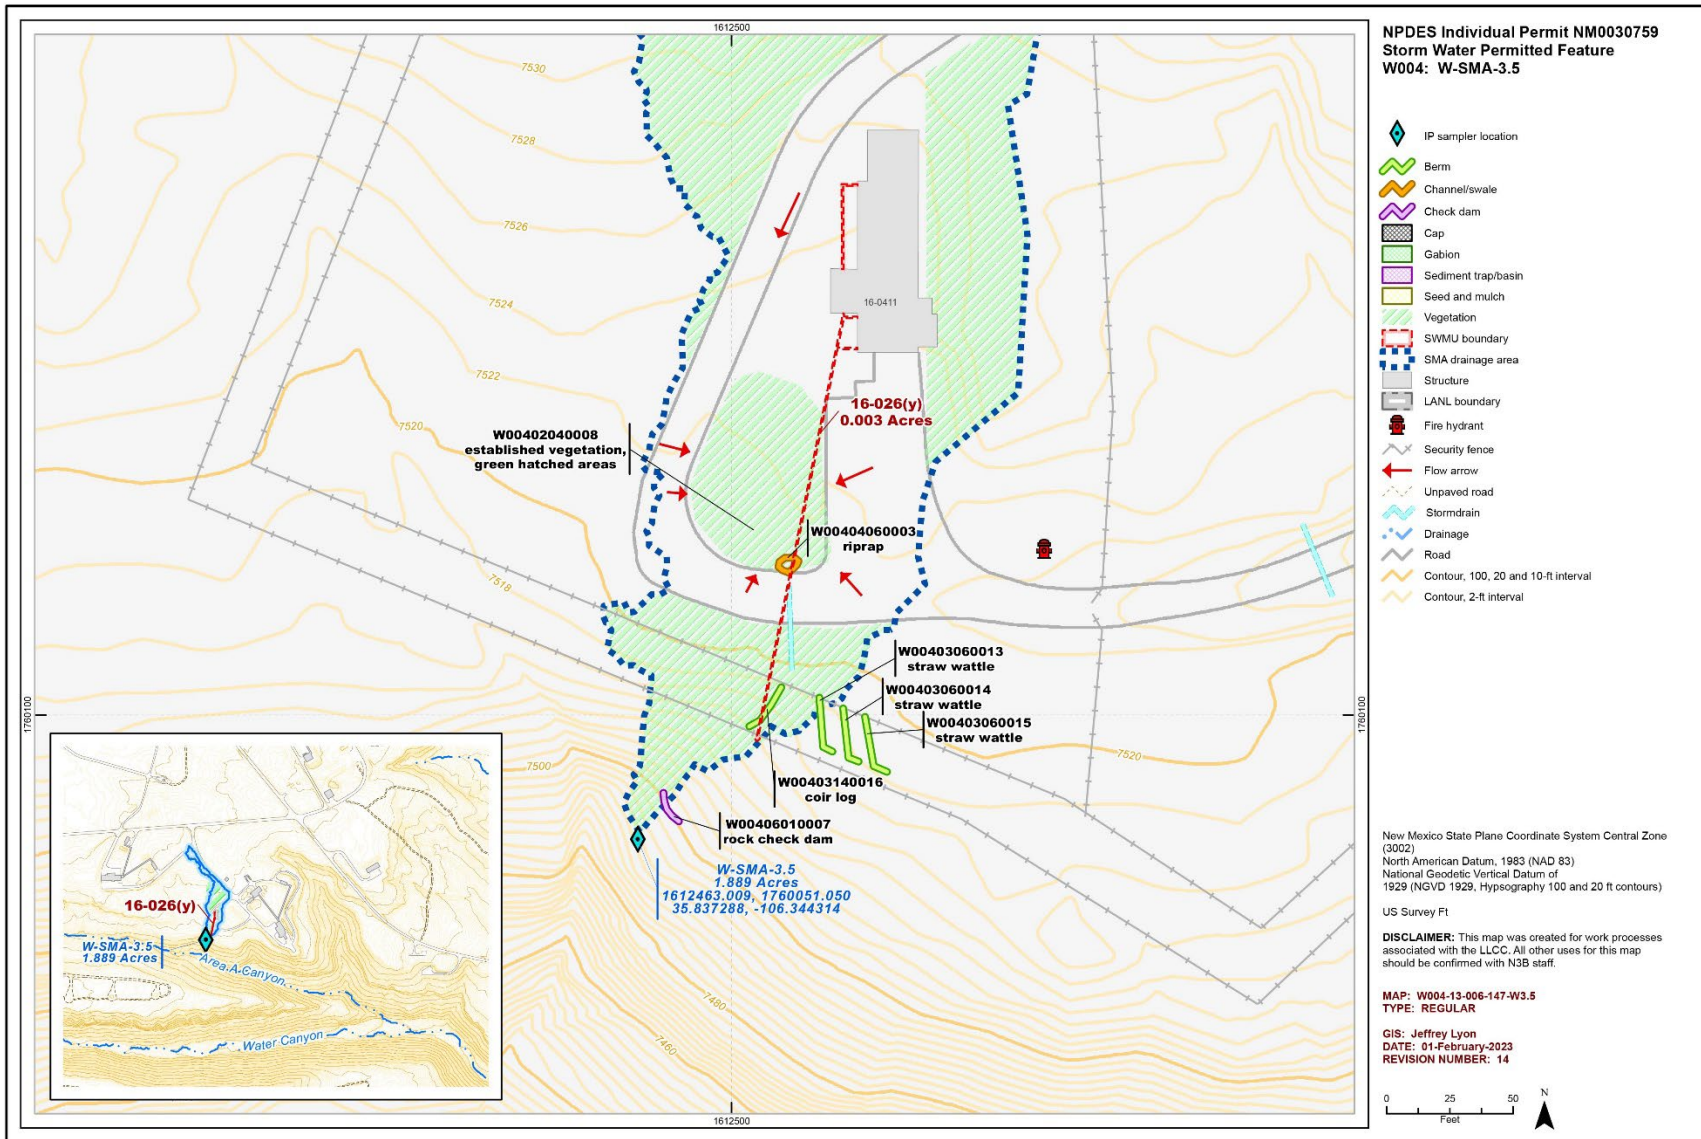 NPDES Individual Permit NM0030759
Storm Water Permitted Feature
W004: W-SMA-3.5
IP sampler location
Berm
Channel/swale
Check dam
Cap
Gabion
Sediment trap/basin
Seed and mulch
Vegetation
SWMU boundary
SMA drainage area
Structure
LANL boundary
Fire hydrant
Security fence
Flow arrow
Unpaved road
Stormdrain
Drainage
Road
Contour, 100, 20 and 10-ft interval
Contour, 2-ft interval
New Mexico State Plane Coordinate System Central Zone
(3002)
North American Datum, 1983 (NAD 83)
National Geodetic Vertical Datum of
1929 (NGVD 1929, Hypsography 100 and 20 ft contours)
US Survey Ft
DISCLAIMER: This map was created for work processes
associated with the LLCC. All other uses for this map
should be confirmed with N3B staff.
MAP: W004-13-006-147-W3.5
TYPE: REGULAR
GIS: Jeffrey Lyon
DATE: 01-February-2023
REVISION NUMBER: 14
0 25 50
Feet
N
1612500
7530
7528
7526
7524
7522
7520
7518
16-0411
16-026(y)
0.003 Acres
W00402040008
established vegetation,
green hatched areas
W00404060003
riprap
W00403060013
straw wattle
W00403060014
straw wattle
W00403060015
straw wattle
1760100
1760100
7520
7500
W00403140016
coir log
W00406010007
rock check dam
W-SMA-3.5
1.889 Acres
1612463.009, 1760051.050
35.837288, -106.344314
7480
7460
16-026(y)
W-SMA-3.5
1.889 Acres
Area A Canyon
Water Canyon
1612500